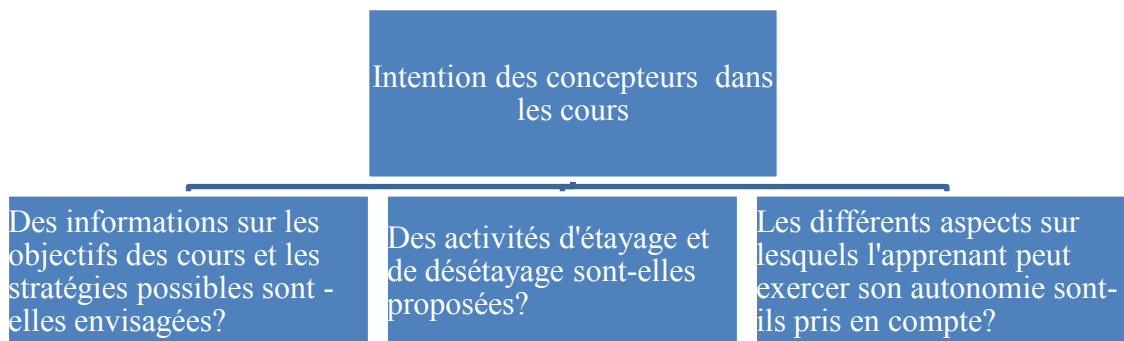 Intention des concepteurs dans
les cours
Des informations sur les
objectifs des cours et les
stratégies possibles sont -
elles envisagées?
Des activités d'étayage et
de désétayage sont-elles
proposées?
Les différents aspects sur
lesquels l'apprenant peut
exercer son autonomie sont-
ils pris en compte?